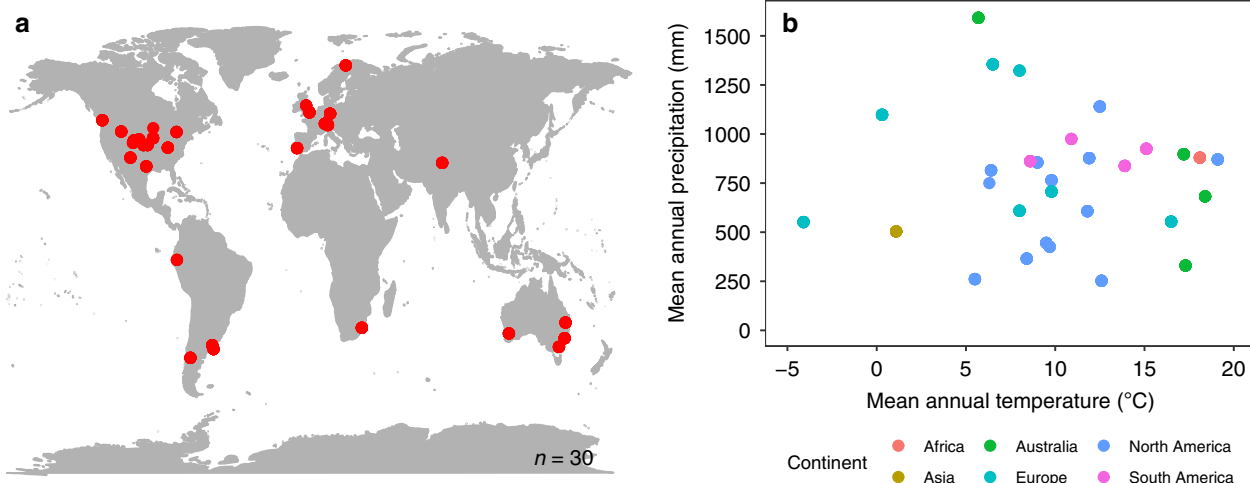 a
n = 30
b
Mean annual precipitation (mm)
1500
1250
1000
750
500
250
0
−5 0 5 10 15 20
Mean annual temperature (°C)
Continent
Africa Australia North America
Asia Europe South America